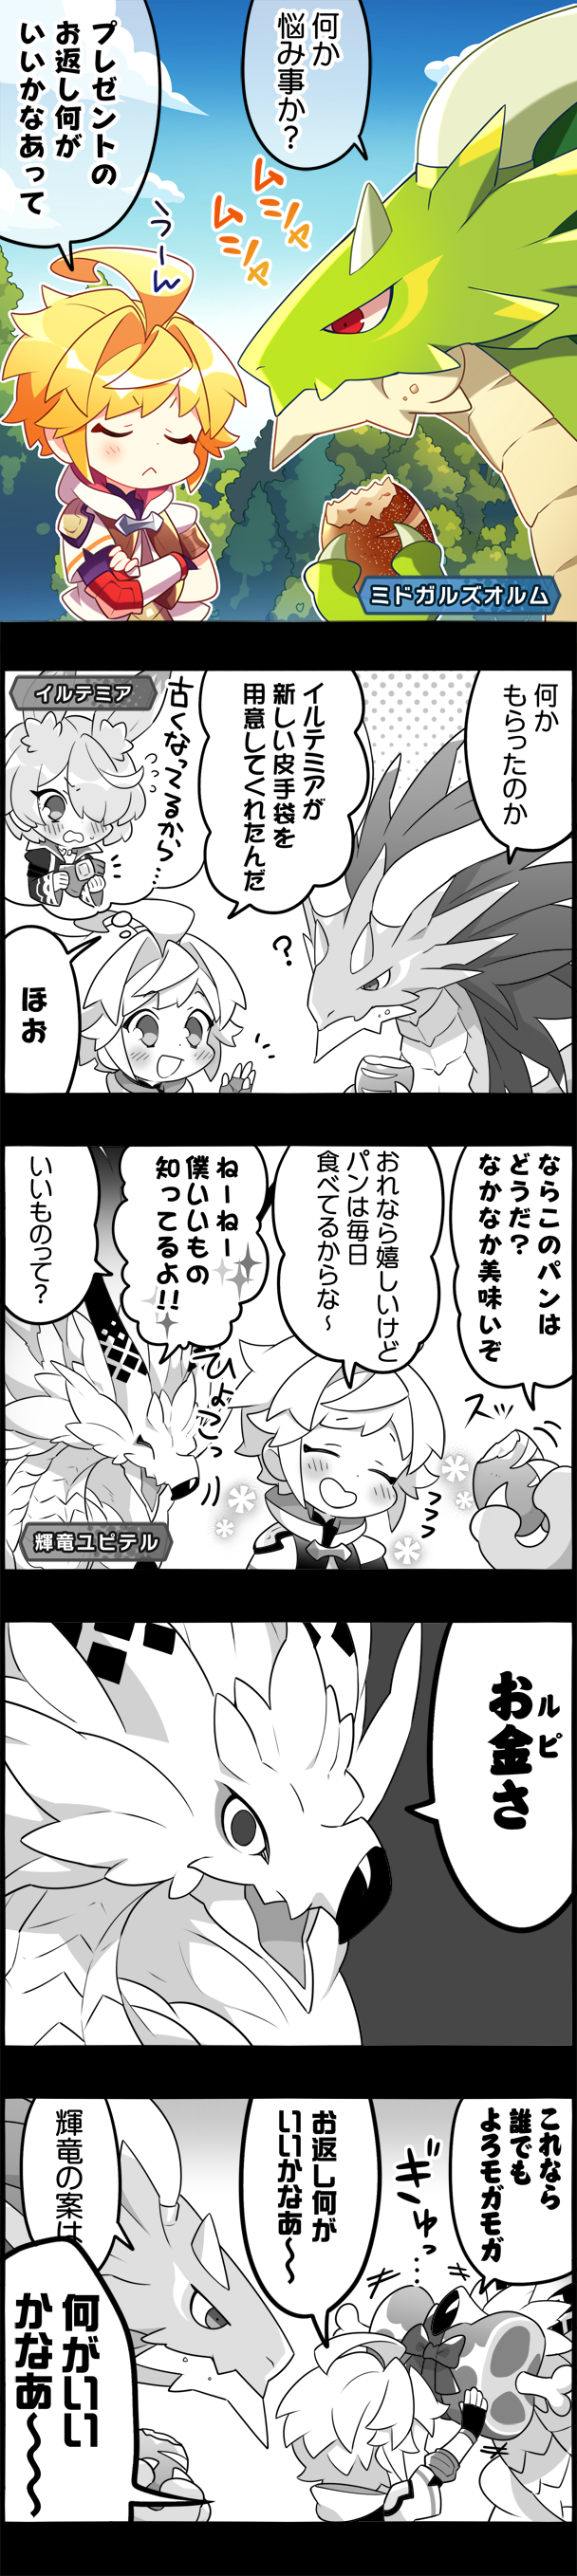 何か
悩み事か?
プレゼントの
お返し何が
いいかなあって
ムシャ
ムシャ
うーん
ミドガルズオルム
何か
もらったのか
イルテミアが
新しい皮手袋を
用意してくれたんだ
古くなってるから…
イルテミア
?
ほお
ならこのパンは
どうだ?
なかなか美味いぞ
スッ
おれなら嬉しいけど
パンは毎日
食べてるからな~
ねーねー
僕いいもの
知ってるよ!!
ひょこっ
いいものって?
輝竜ユピテル
お金さ
ルピ
これなら
誰でも
よろモガモガ
ぎゅっ…
お返し何が
いいかなあ~~
輝竜の案は
何がいい
かなあ~~~